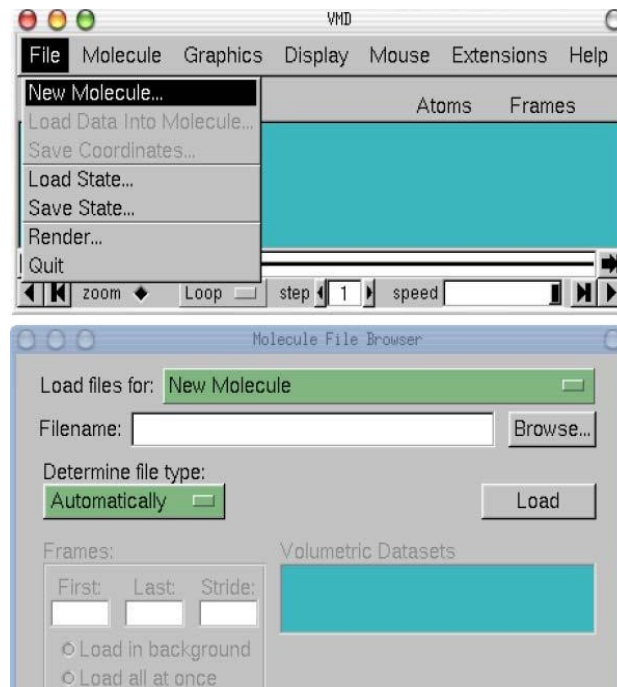 VMD
File Molecule Graphics Display Mouse Extensions Help
New Molecule...
Load Data Into Molecule...
Save Coordinates...
Load State...
Save State...
Render...
Quit
Atoms Frames
zoom Loop step 1 speed
Molecule File Browser
Load files for: New Molecule
Filename: Browse...
Determine file type:
Automatically Load
Frames: Volumetric Datasets
First: Last: Stride:
Load in background
Load all at once